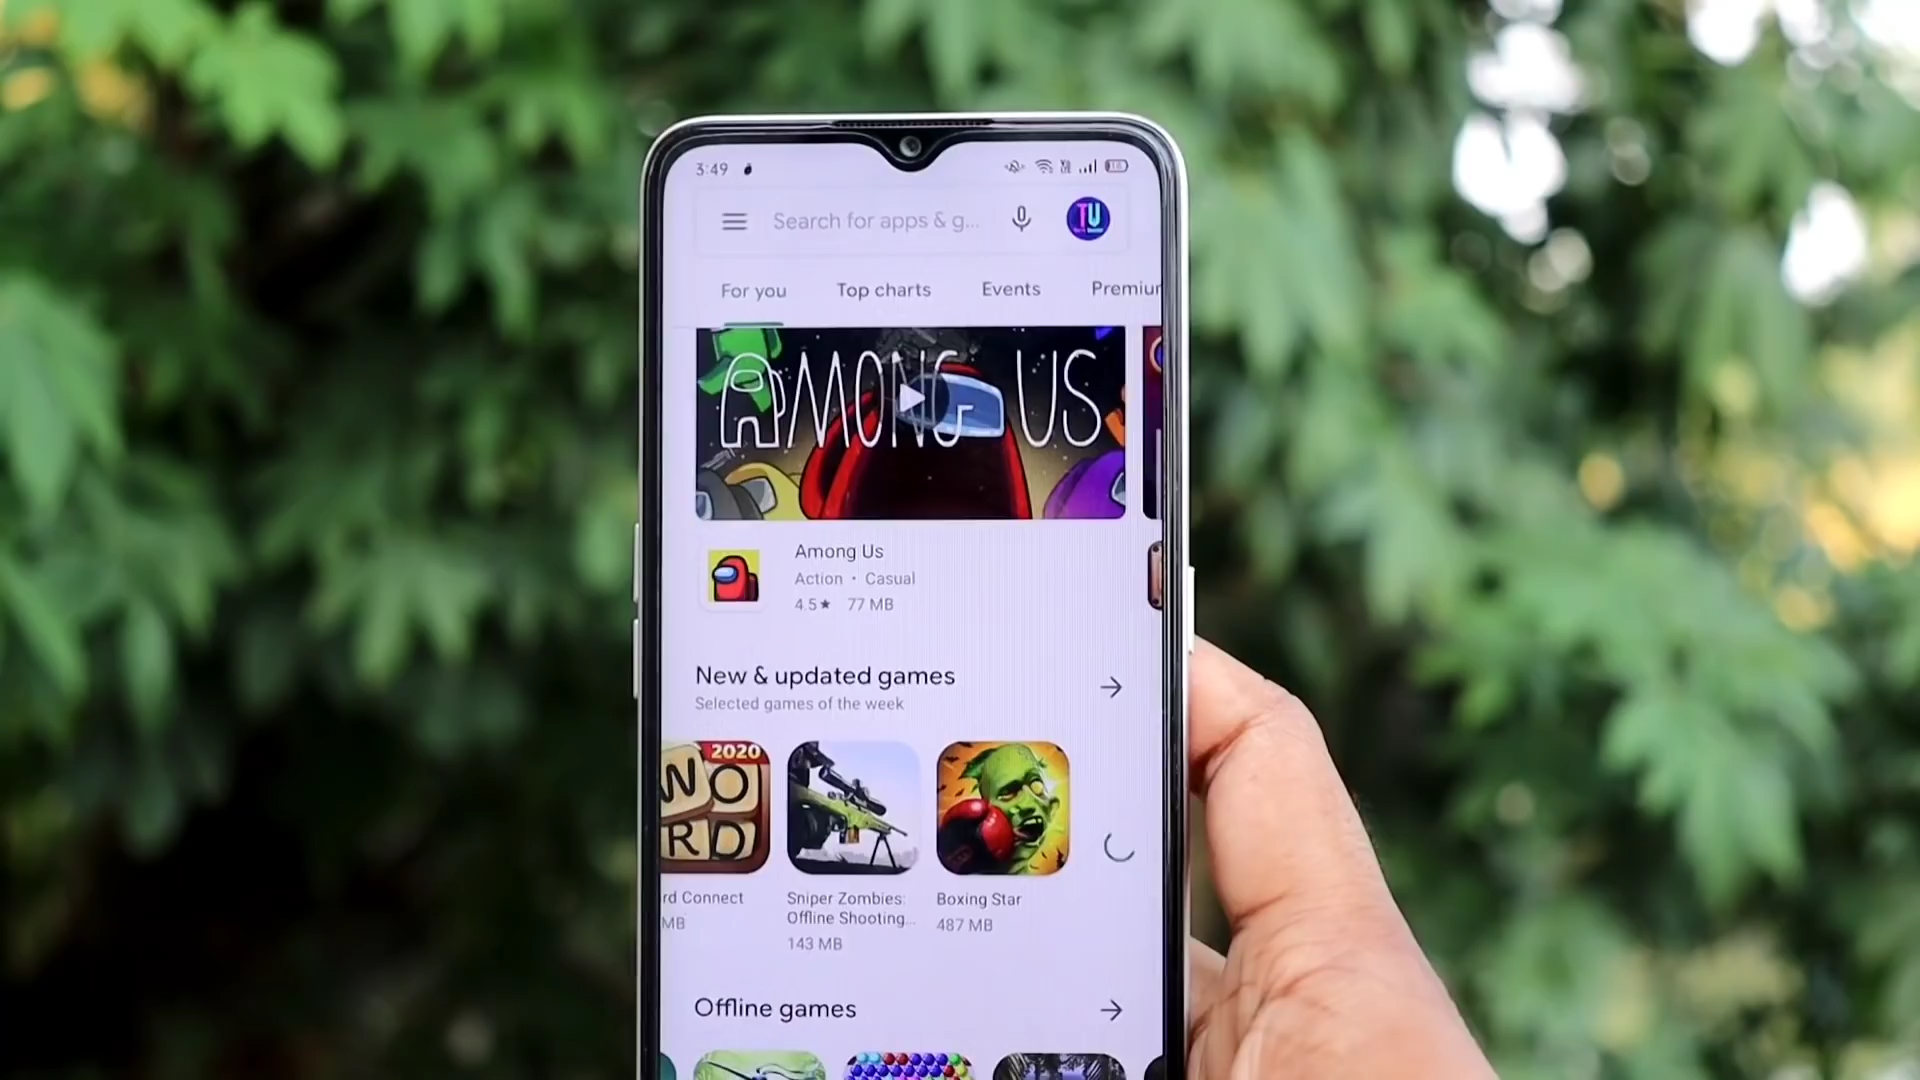 3:49
Search for apps & g...
TU
For you
Top charts
Events
Premiur
AMONG US
Among Us
Action • Casual
4.5★ 77 MB
New & updated games
Selected games of the week
2020
WO
RD
rd Connect
MB
Sniper Zombies:
Offline Shooting...
143 MB
Boxing Star
487 MB
Offline games